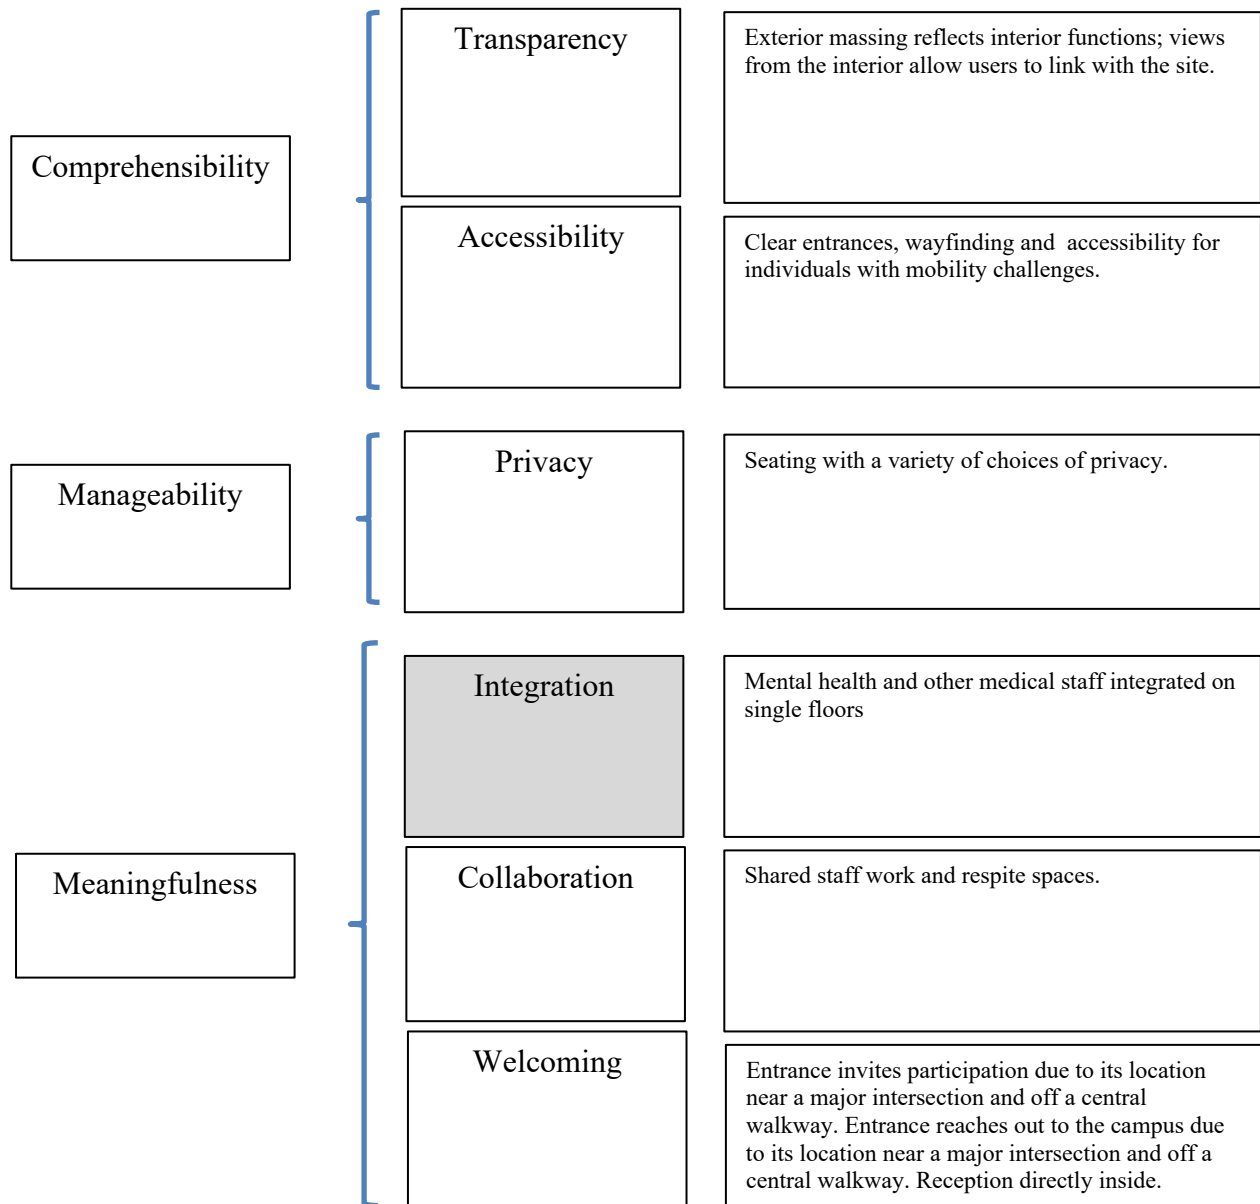 Transparency
Exterior massing reflects interior functions; views
from the interior allow users to link with the site.
Comprehensibility
Accessibility
Clear entrances, wayfinding and  accessibility for
individuals with mobility challenges.
Manageability
Privacy
Seating with a variety of choices of privacy.
Integration
Mental health and other medical staff integrated on
single floors
Meaningfulness
Collaboration
Shared staff work and respite spaces.
Welcoming
Entrance invites participation due to its location
near a major intersection and off a central
walkway. Entrance reaches out to the campus due
to its location near a major intersection and off a
central walkway. Reception directly inside.